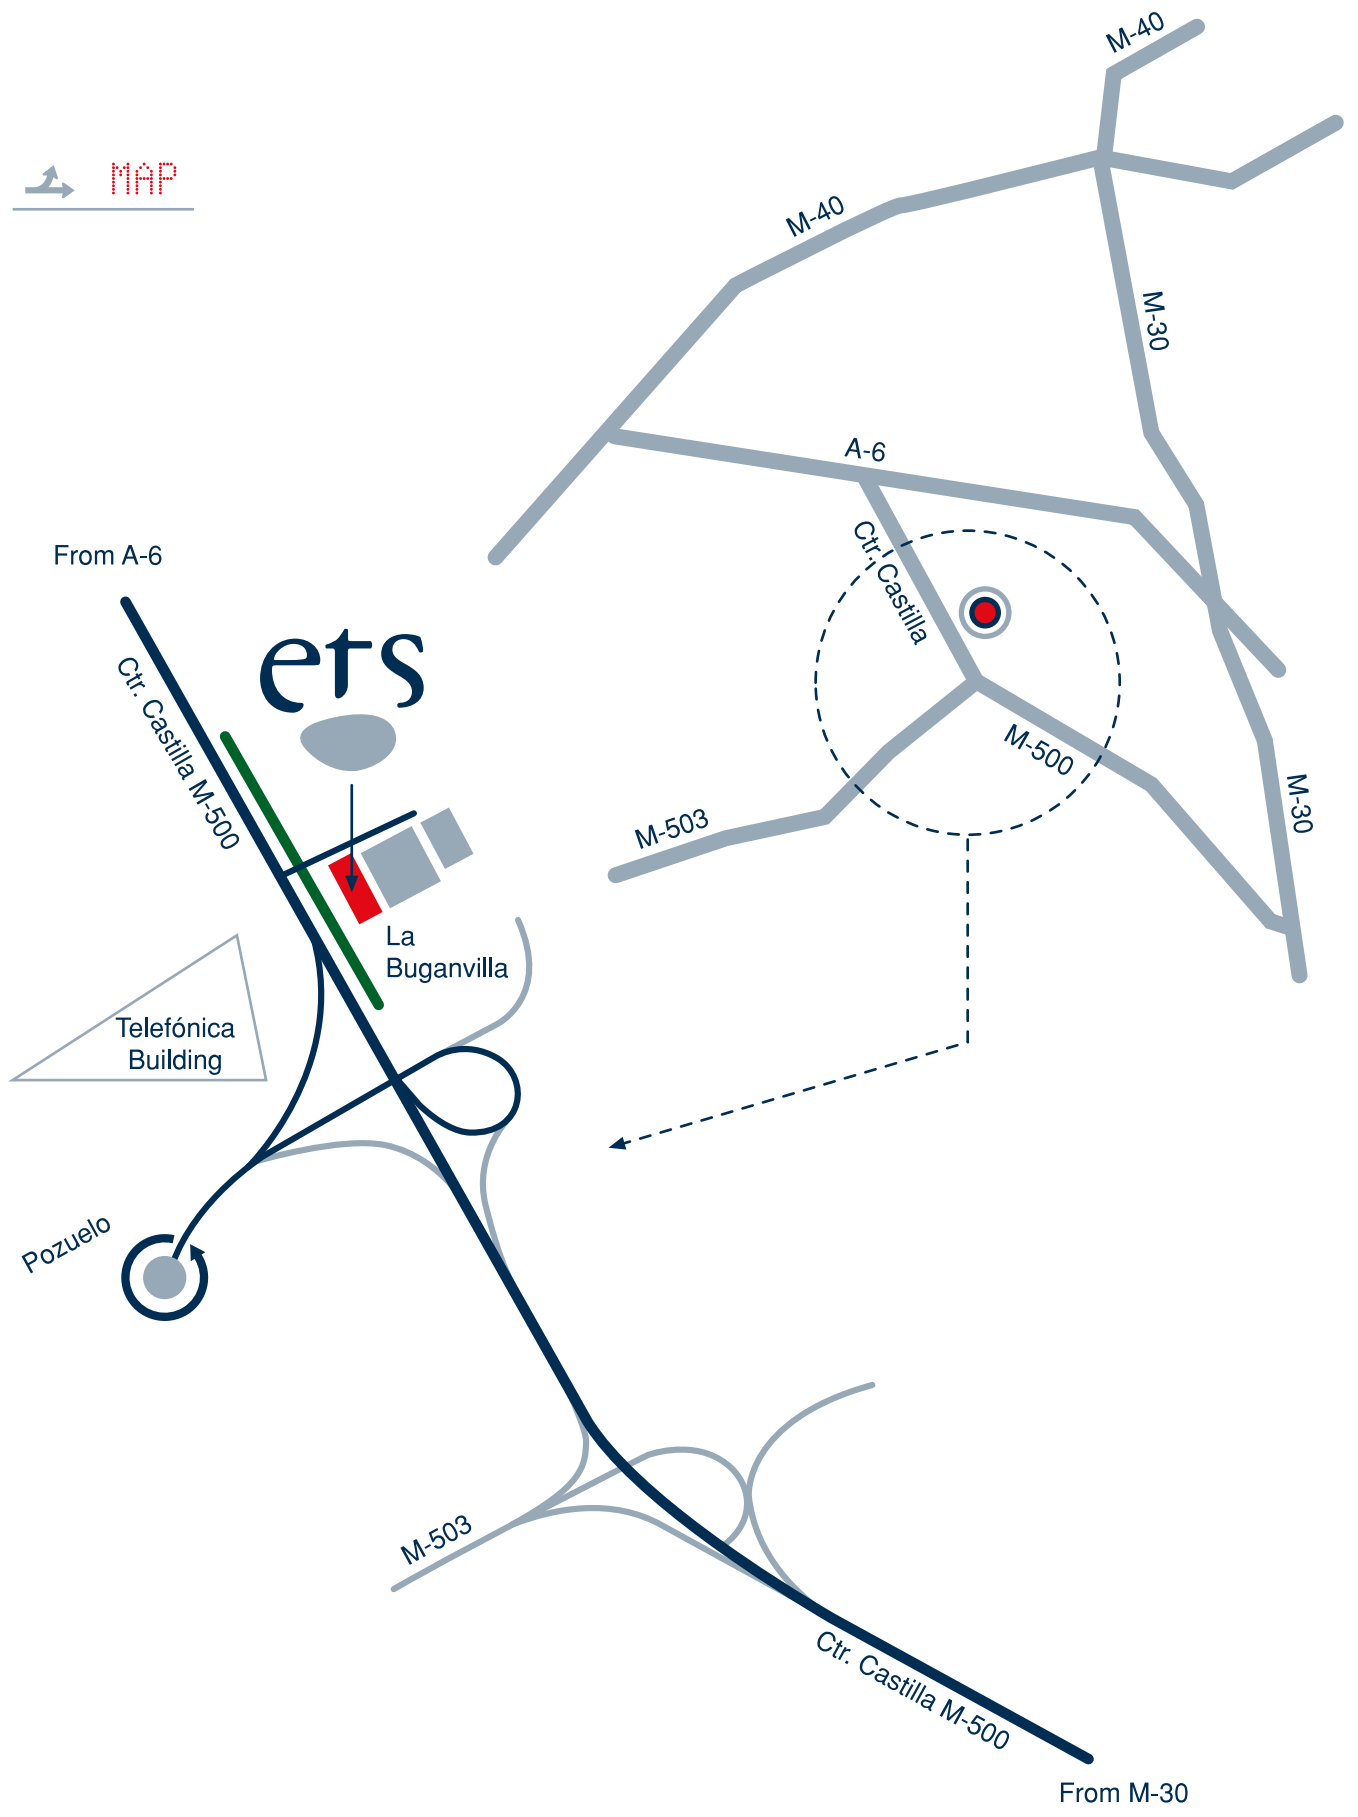 M-40
MAP
M-40
M-30
A-6
Ctr. Castilla
From A-6
ets
Ctr. Castilla M-500
M-500
M-30
M-503
La
Buganvilla
Telefónica
Building
Pozuelo
M-503
Ctr. Castilla M-500
From M-30